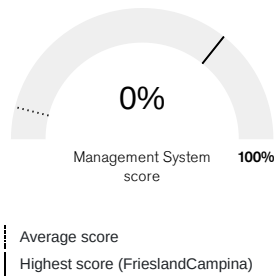 0%
Management System
score
100%
Average score
Highest score (FrieslandCampina)